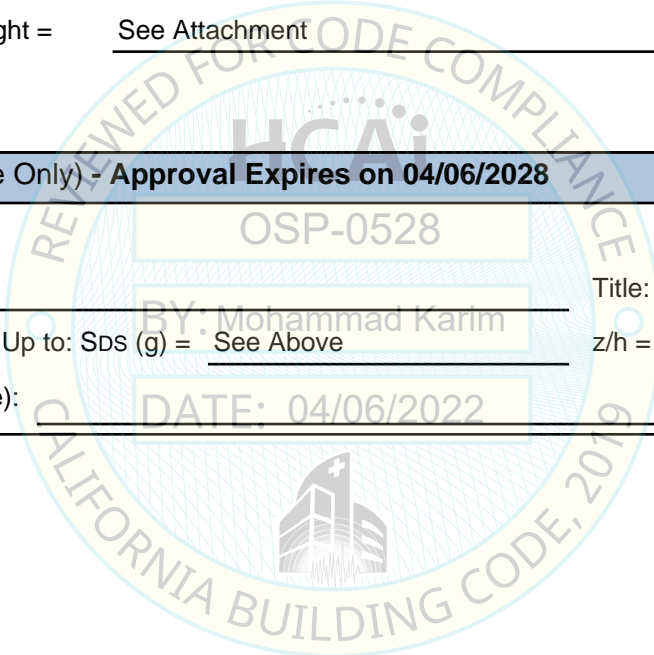 ght = See Attachment
REVIEWED FOR CODE COMPLIANCE
HCAi
e Only) - Approval Expires on 04/06/2028
OSP-0528
Title:
BY: Mohammad Karim
Up to: SDS (g) = See Above z/h =
e):
DATE: 04/06/2022
CALIFORNIA BUILDING CODE, 2019